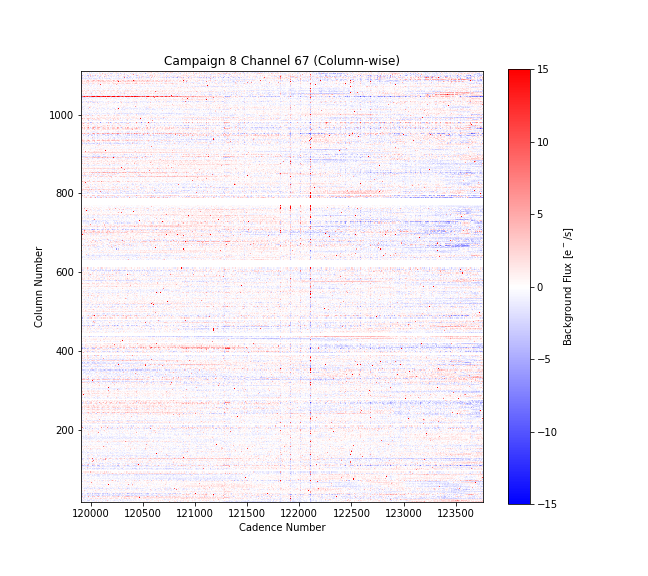 Campaign 8 Channel 67 (Column-wise)
1000
800
600
400
200
Column Number
120000 120500 121000 121500 122000 122500 123000 123500
Cadence Number
15
10
5
0
−5
−10
−15
Background Flux [e⁻/s]